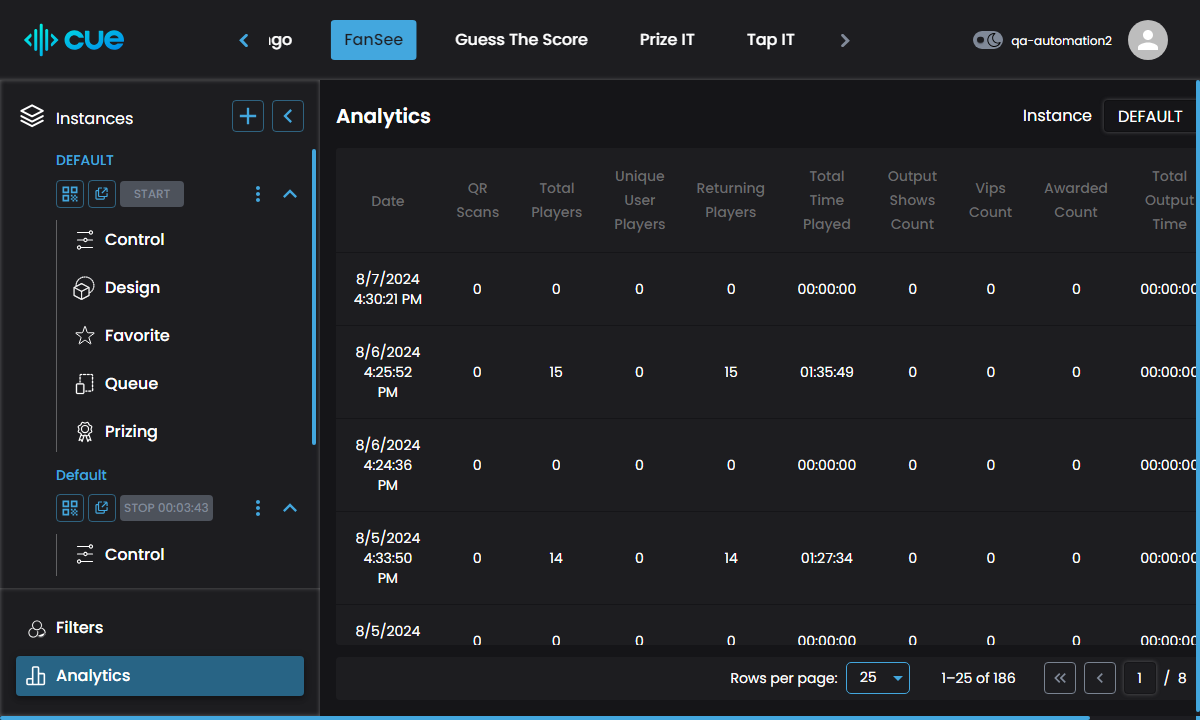 cue
ngo
FanSee
Guess The Score
Prize IT
Tap IT
qa-automation2
Instances
DEFAULT
START
Control
Design
Favorite
Queue
Prizing
Default
STOP 00:03:43
Control
Filters
Analytics
Analytics
Instance DEFAULT
Date QR Scans Total Players Unique User Players Returning Players Total Time Played Output Shows Count Vips Count Awarded Count Total Output Time
8/7/2024 4:30:21 PM 0 0 0 0 00:00:00 0 0 0 00:00:00
8/6/2024 4:25:52 PM 0 15 0 15 01:35:49 0 0 0 00:00:00
8/6/2024 4:24:36 PM 0 0 0 0 00:00:00 0 0 0 00:00:00
8/5/2024 4:33:50 PM 0 14 0 14 01:27:34 0 0 0 00:00:00
8/5/2024 0 0 0 0 00:00:00 0 0 0 00:00:00
Rows per page: 25 1–25 of 186 1 / 8